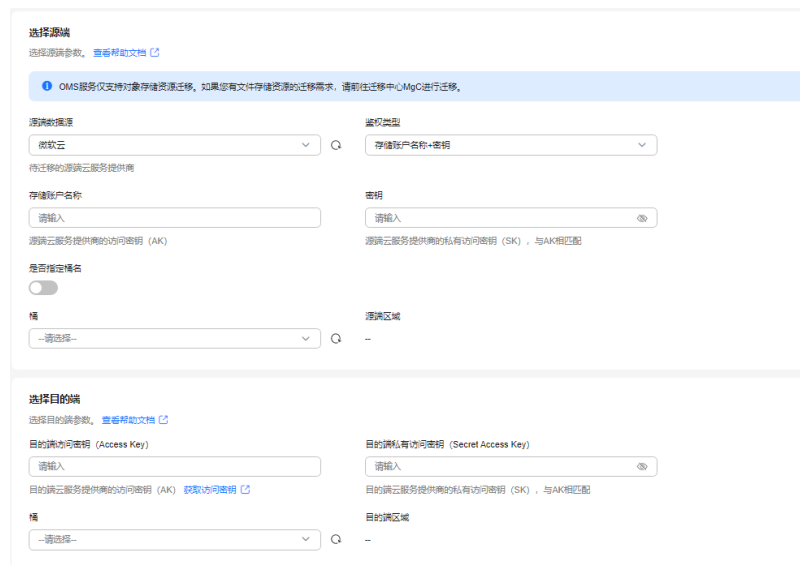 选择源端
选择源端参数。 查看帮助文档
OMS服务仅支持对象存储资源迁移。如果您有文件存储资源的迁移需求，请前往迁移中心MgC进行迁移。
源端数据源 鉴权类型
微软云 存储账户名称+密钥
待迁移的源端云服务提供商
存储账户名称 密钥
请输入 请输入
源端云服务提供商的访问密钥（AK） 源端云服务提供商的私有访问密钥（SK），与AK相匹配
是否指定桶名
桶 源端区域
--请选择-- --
选择目的端
选择目的端参数。 查看帮助文档
目的端访问密钥（Access Key） 目的端私有访问密钥（Secret Access Key）
请输入 请输入
目的端云服务提供商的访问密钥（AK） 获取访问密钥 目的端云服务提供商的私有访问密钥（SK），与AK相匹配
桶 目的端区域
--请选择-- --